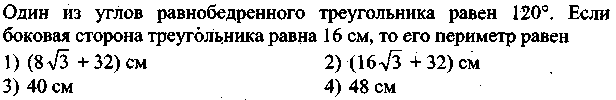 Один из углов равнобедренного треугольника равен 120°. Если
боковая сторона треугольника равна 16 см, то его периметр равен
1) (8√3 + 32) см 2) (16√3 + 32) см
3) 40 см 4) 48 см